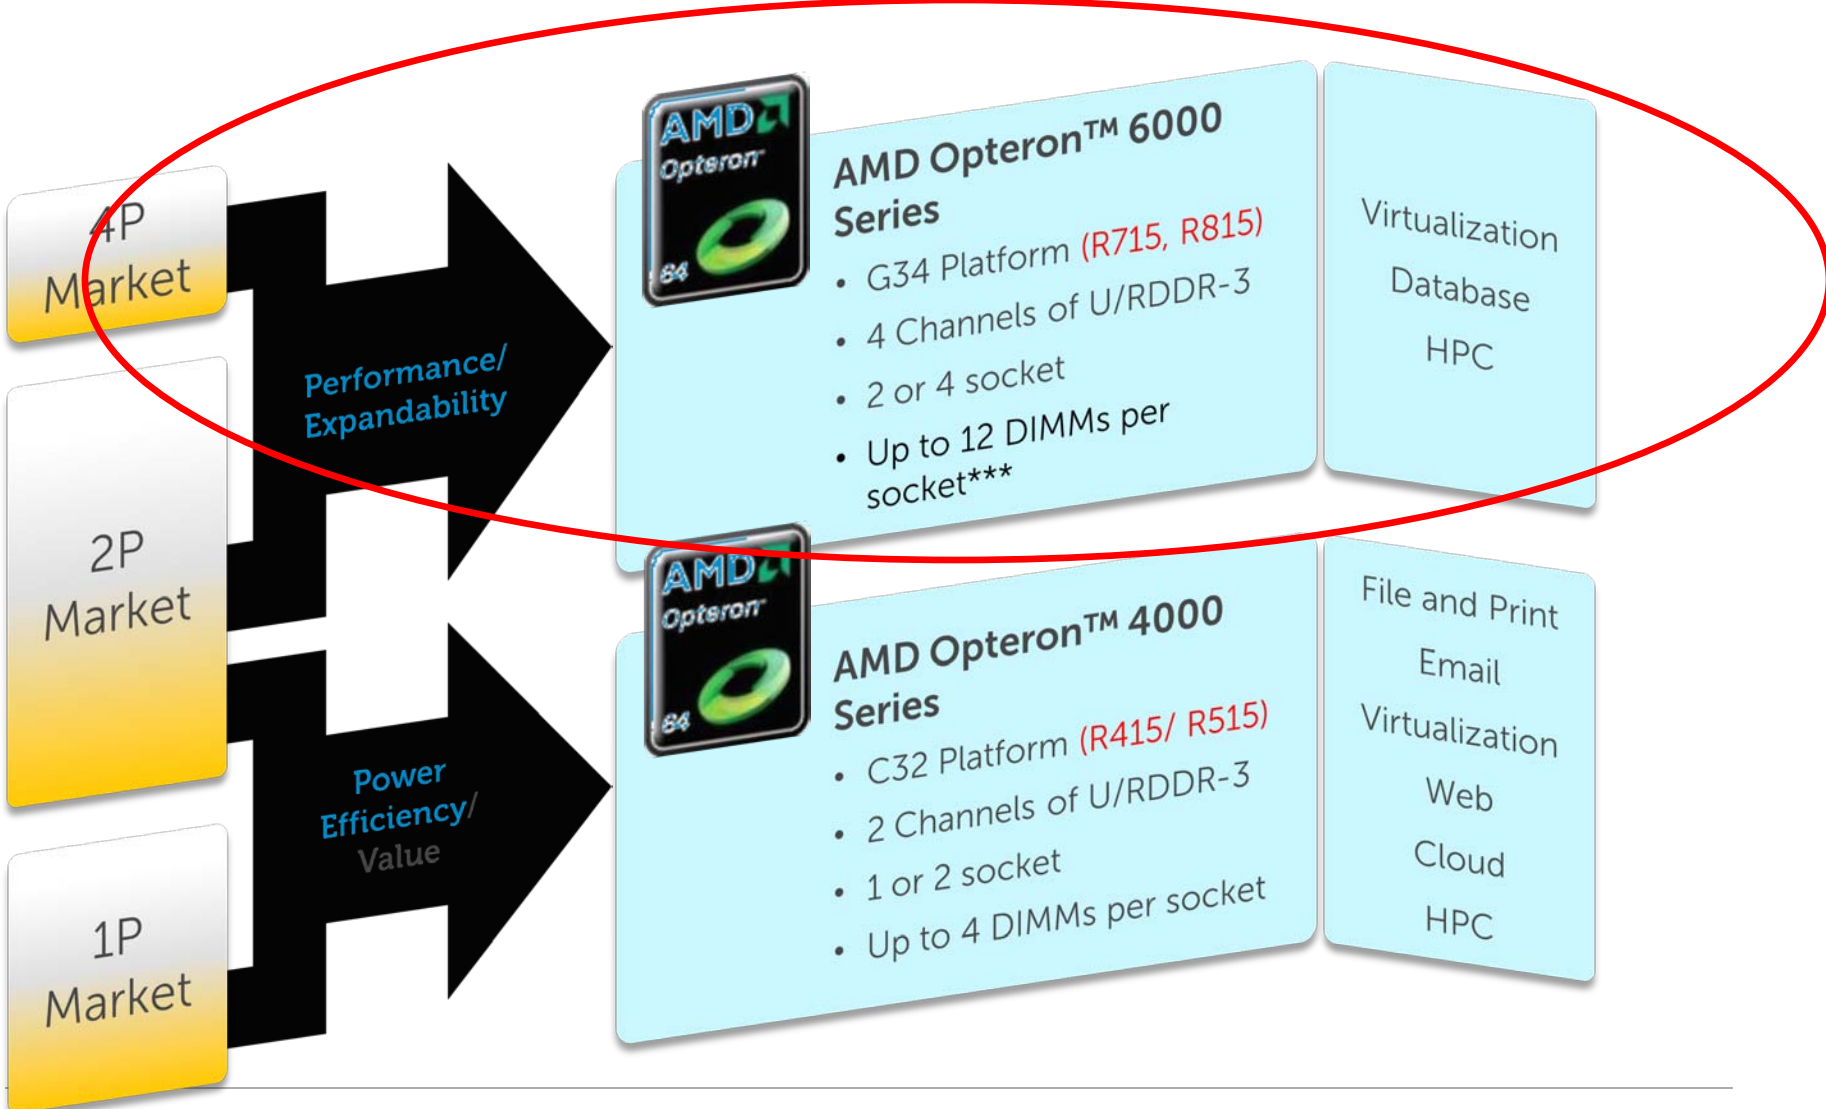 4P
Market
2P
Market
1P
Market
Performance/
Expandability
Power
Efficiency/
Value
AMD
Opteron™
64
AMD Opteron™ 6000
Series
• G34 Platform (R715, R815)
• 4 Channels of U/RDDR-3
• 2 or 4 socket
• Up to 12 DIMMs per
socket***
Virtualization
Database
HPC
AMD
Opteron™
64
AMD Opteron™ 4000
Series
• C32 Platform (R415/ R515)
• 2 Channels of U/RDDR-3
• 1 or 2 socket
• Up to 4 DIMMs per socket
File and Print
Email
Virtualization
Web
Cloud
HPC